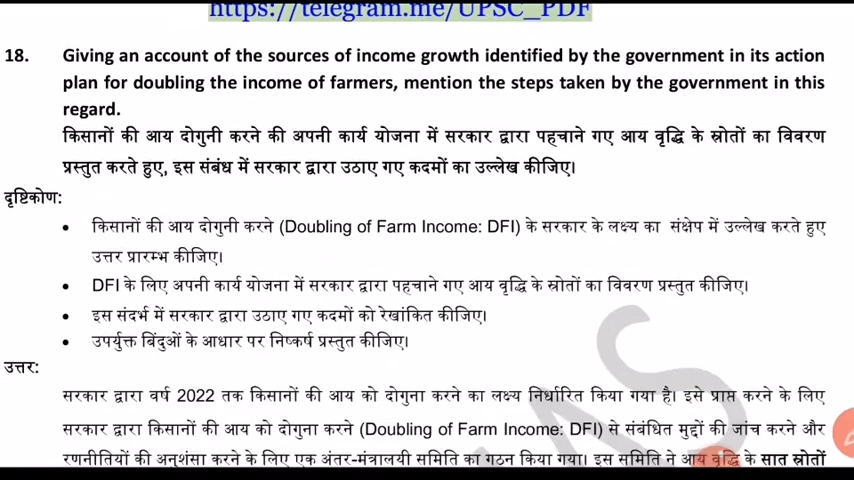 https://telegram.me/UPSC_PDF
18. Giving an account of the sources of income growth identified by the government in its action
plan for doubling the income of farmers, mention the steps taken by the government in this
regard.
किसानों की आय दोगुनी करने की अपनी कार्य योजना में सरकार द्वारा पहचाने गए आय वृद्धि के स्रोतों का विवरण
प्रस्तुत करते हुए, इस संबंध में सरकार द्वारा उठाए गए कदमों का उल्लेख कीजिए।
दृष्टिकोण:
• किसानों की आय दोगुनी करने (Doubling of Farm Income: DFI) के सरकार के लक्ष्य का संक्षेप में उल्लेख करते हुए
उत्तर प्रारम्भ कीजिए।
• DFI के लिए अपनी कार्य योजना में सरकार द्वारा पहचाने गए आय वृद्धि के स्रोतों का विवरण प्रस्तुत कीजिए।
• इस संदर्भ में सरकार द्वारा उठाए गए कदमों को रेखांकित कीजिए।
• उपर्युक्त बिंदुओं के आधार पर निष्कर्ष प्रस्तुत कीजिए।
उत्तर:
सरकार द्वारा वर्ष 2022 तक किसानों की आय को दोगुना करने का लक्ष्य निर्धारित किया गया है। इसे प्राप्त करने के लिए
सरकार द्वारा किसानों की आय को दोगुना करने (Doubling of Farm Income: DFI) से संबंधित मुद्दों की जांच करने और
रणनीतियों की अनुशंसा करने के लिए एक अंतर-मंत्रालयी समिति का गठन किया गया। इस समिति ने आय वृद्धि के सात स्रोतों